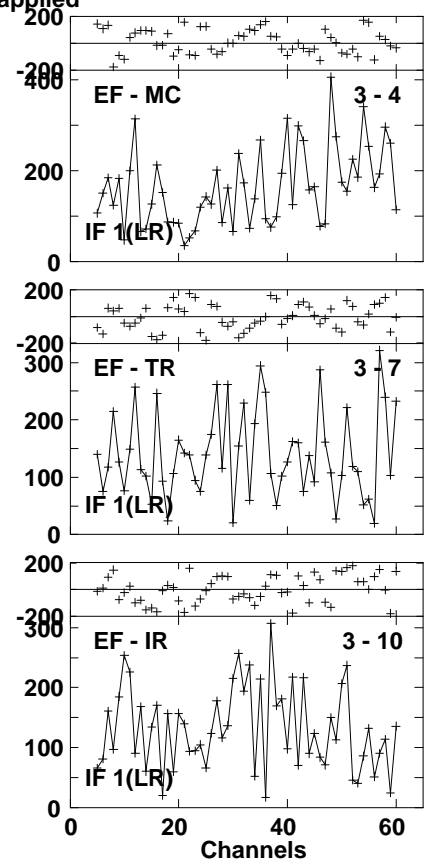 applied
200
-200
400
EF - MC 3 - 4
200
IF 1(LR)
0
200
-200
300
EF - TR 3 - 7
200
100
IF 1(LR)
0
200
-200
300
EF - IR 3 - 10
200
100
IF 1(LR)
0
0 20 40 60
Channels